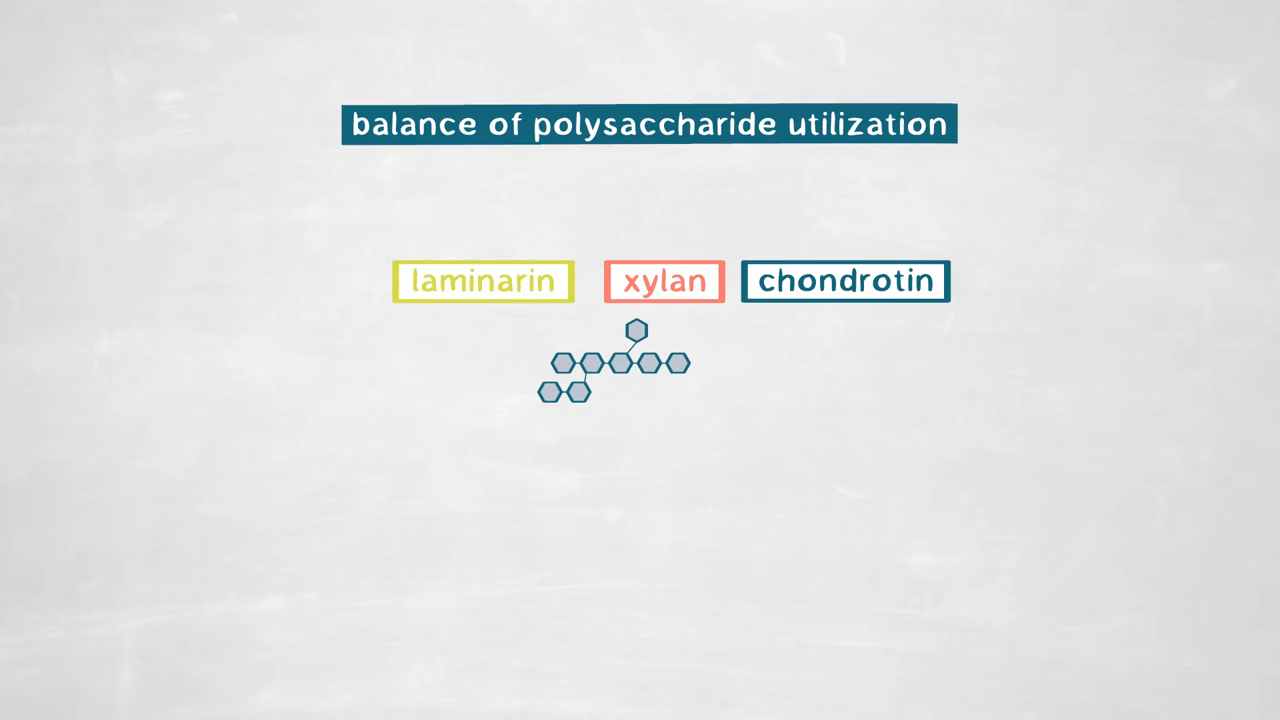 balance of polysaccharide utilization
laminarin xylan chondrotin